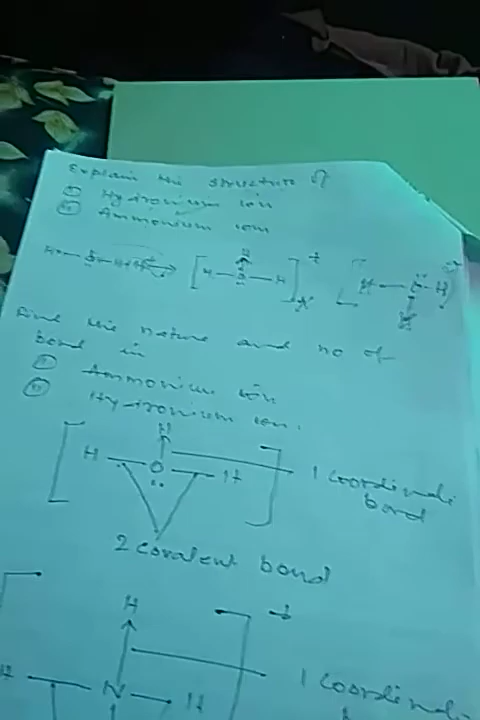 Explain the structure of
(i) Hydronium ion
(ii) Ammonium ion
H
[H—O—H]+
Find the nature and no of
bond in
(i) Ammonium ion
(ii) Hydronium ion.
H
H—O—H
1 coordinate
bond
2 covalent bond
H
+
1 coordinate
H—N—H